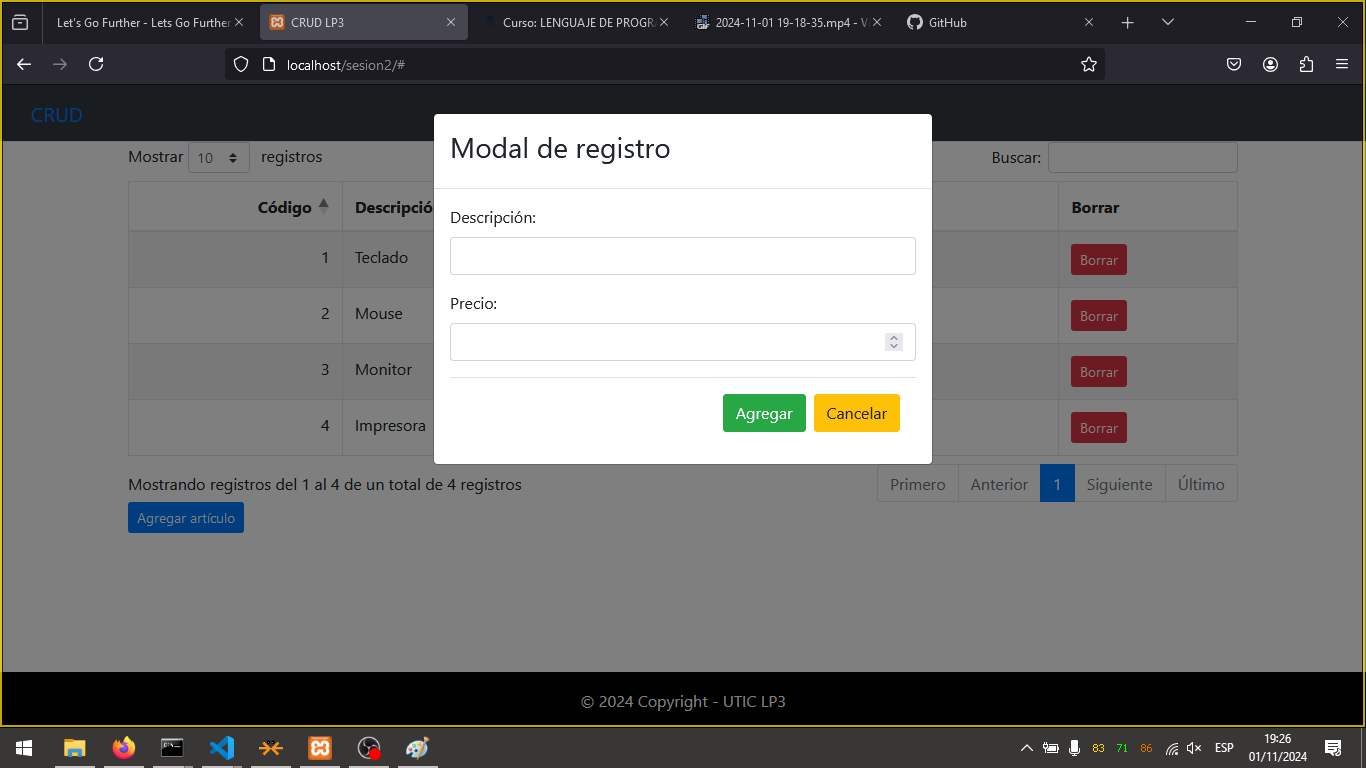 Let's Go Further - Lets Go Further
CRUD LP3
Curso: LENGUAJE DE PROGRA
2024-11-01 19-18-35.mp4 - V
GitHub
localhost/sesion2/#
CRUD
Modal de registro
Mostrar 10 registros
Buscar:
Código Descripció Borrar
Descripción:
1 Teclado Borrar
Precio:
2 Mouse Borrar
3 Monitor Borrar
Agregar Cancelar
4 Impresora Borrar
Mostrando registros del 1 al 4 de un total de 4 registros
Primero Anterior 1 Siguiente Último
Agregar artículo
© 2024 Copyright - UTIC LP3
83 71 86 ESP 19:26
01/11/2024